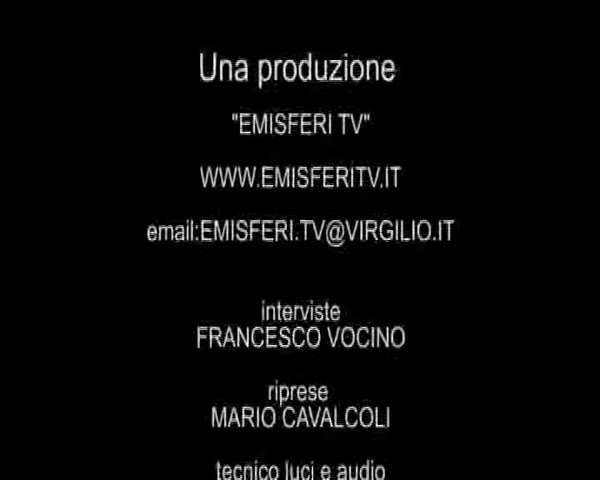 Una produzione
"EMISFERI TV"
WWW.EMISFERITV.IT
email:EMISFERI.TV@VIRGILIO.IT
interviste
FRANCESCO VOCINO
riprese
MARIO CAVALCOLI
tecnico luci e audio